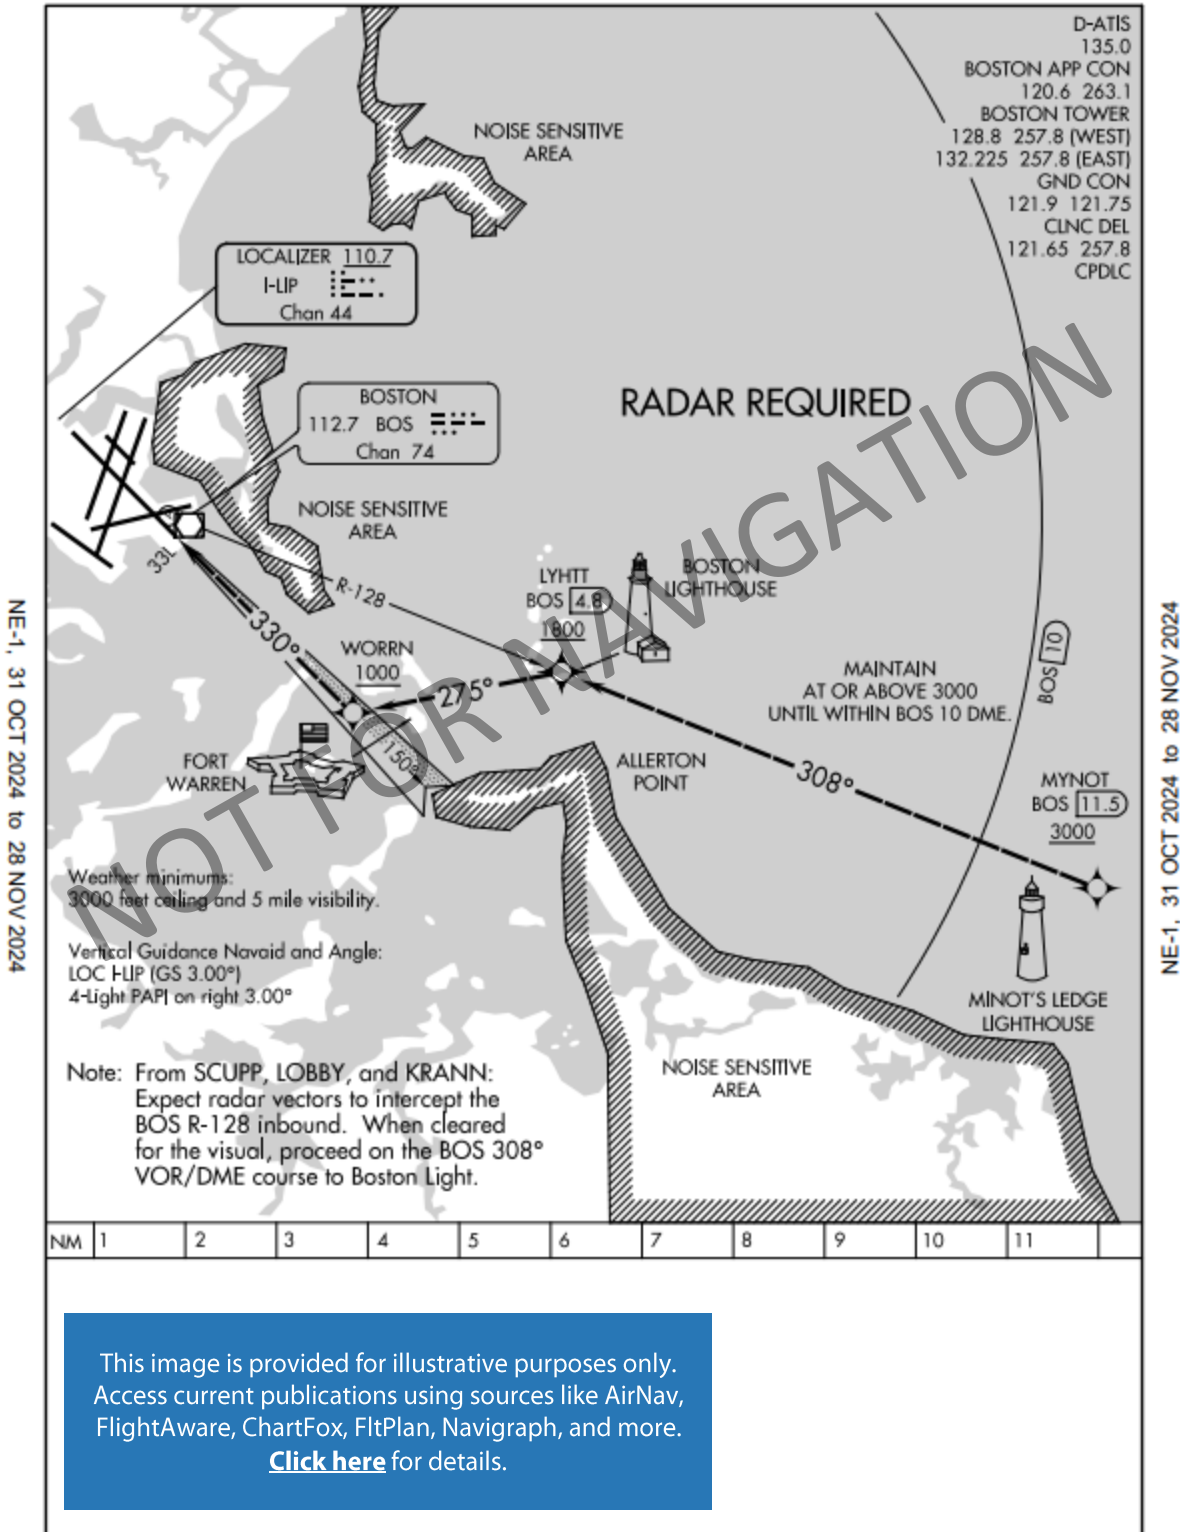 D-ATIS
135.0
BOSTON APP CON
120.6 263.1
BOSTON TOWER
128.8 257.8 (WEST)
132.225 257.8 (EAST)
GND CON
121.9 121.75
CLNC DEL
121.65 257.8
CPDLC
NOISE SENSITIVE
AREA
LOCALIZER 110.7
I-LIP
Chan 44
BOSTON
112.7 BOS
Chan 74
RADAR REQUIRED
NOISE SENSITIVE
AREA
33L
R-128
330°
LYHTT
BOS 4.8
1800
BOSTON
LIGHTHOUSE
WORRN
1000
275°
MAINTAIN
AT OR ABOVE 3000
UNTIL WITHIN BOS 10 DME.
BOS 10
150°
FORT
WARREN
ALLERTON
POINT
308°
MYNOT
BOS 11.5
3000
NOT FOR NAVIGATION
Weather minimums:
3000 feet ceiling and 5 mile visibility.
Vertical Guidance Navaid and Angle:
LOC I-LIP (GS 3.00°)
4-Light PAPI on right 3.00°
MINOT'S LEDGE
LIGHTHOUSE
NOISE SENSITIVE
AREA
Note: From SCUPP, LOBBY, and KRANN:
Expect radar vectors to intercept the
BOS R-128 inbound. When cleared
for the visual, proceed on the BOS 308°
VOR/DME course to Boston Light.
NM 1 2 3 4 5 6 7 8 9 10 11
NE-1, 31 OCT 2024 to 28 NOV 2024
NE-1, 31 OCT 2024 to 28 NOV 2024
This image is provided for illustrative purposes only.
Access current publications using sources like AirNav,
FlightAware, ChartFox, FltPlan, Navigraph, and more.
Click here for details.